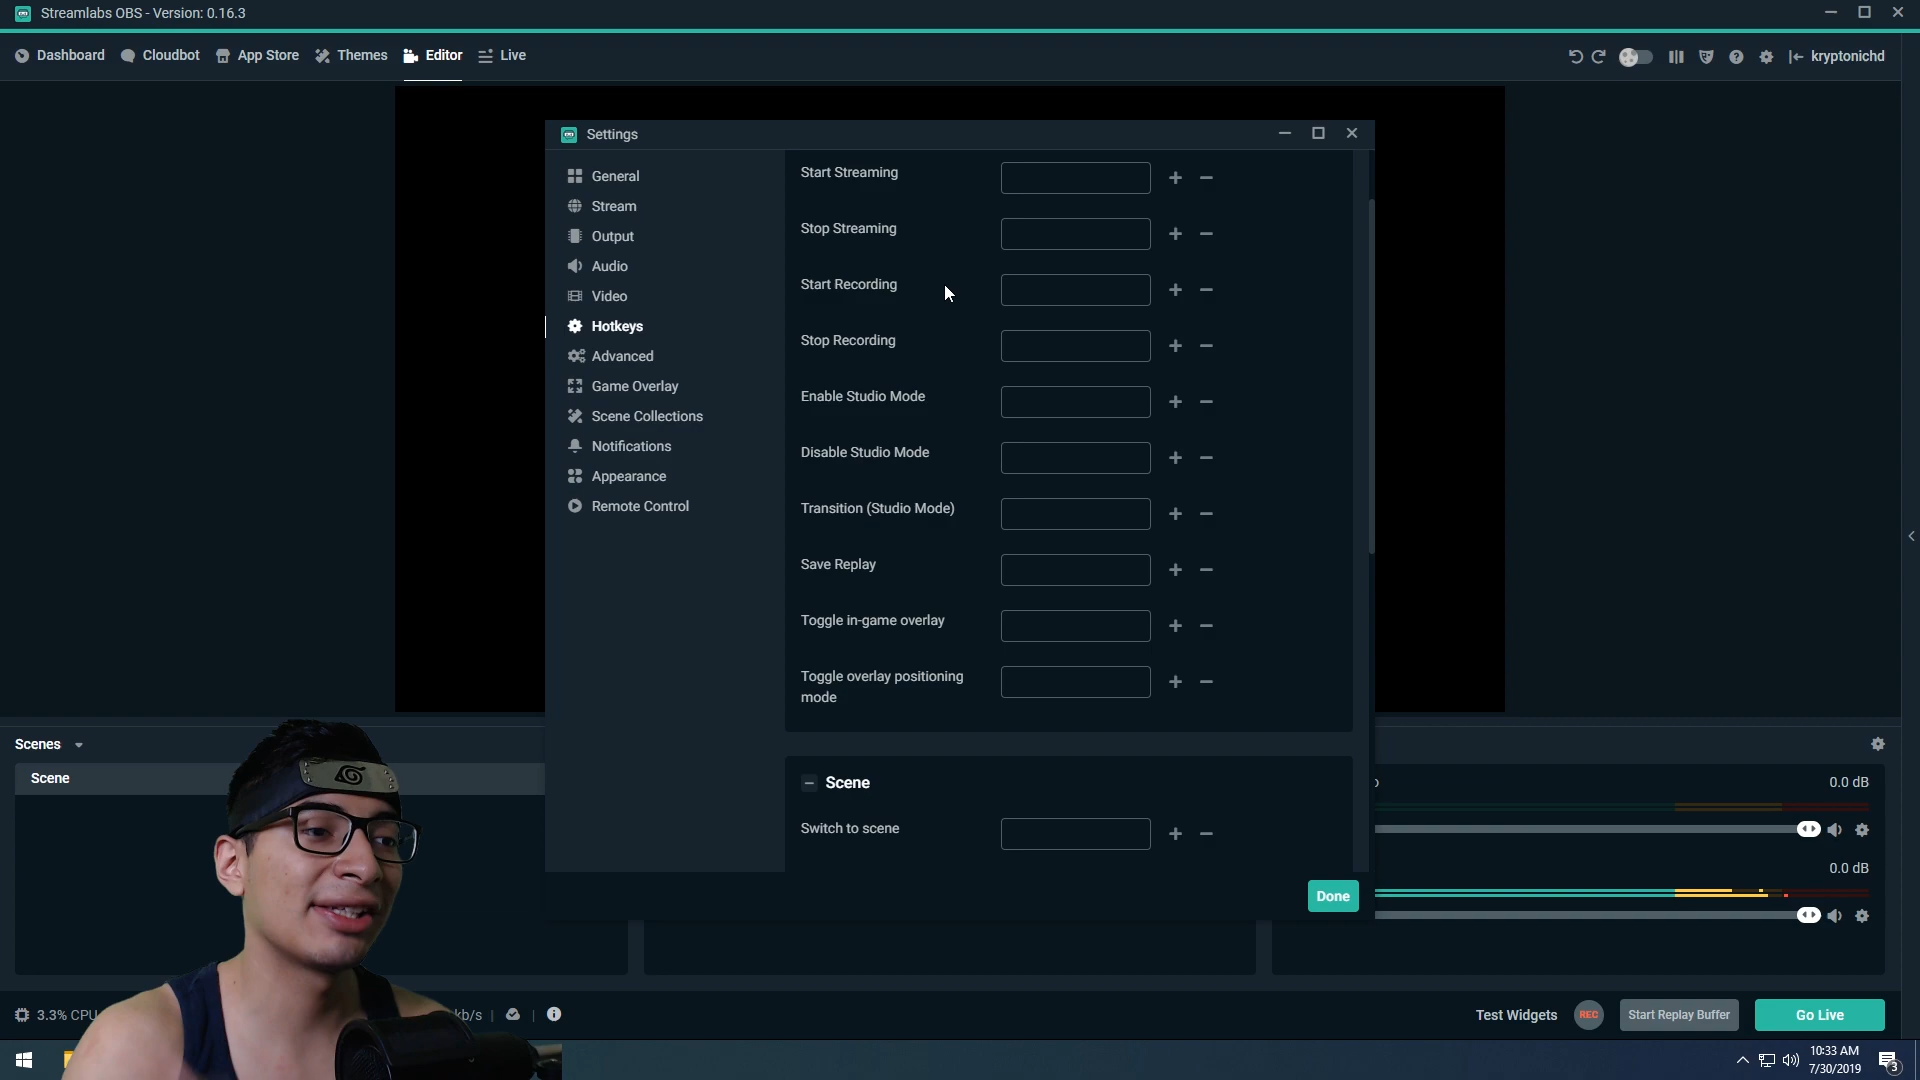 Streamlabs OBS - Version: 0.16.3
Dashboard
Cloudbot
App Store
Themes
Editor
Live
kryptonichd
Settings
General
Stream
Output
Audio
Video
Hotkeys
Advanced
Game Overlay
Scene Collections
Notifications
Appearance
Remote Control
Start Streaming
Stop Streaming
Start Recording
Stop Recording
Enable Studio Mode
Disable Studio Mode
Transition (Studio Mode)
Save Replay
Toggle in-game overlay
Toggle overlay positioning
mode
Scene
Switch to scene
Done
Scenes
Scene
0.0 dB
0.0 dB
3.3% CPU
kb/s
Test Widgets
REC
Start Replay Buffer
Go Live
10:33 AM
7/30/2019
3